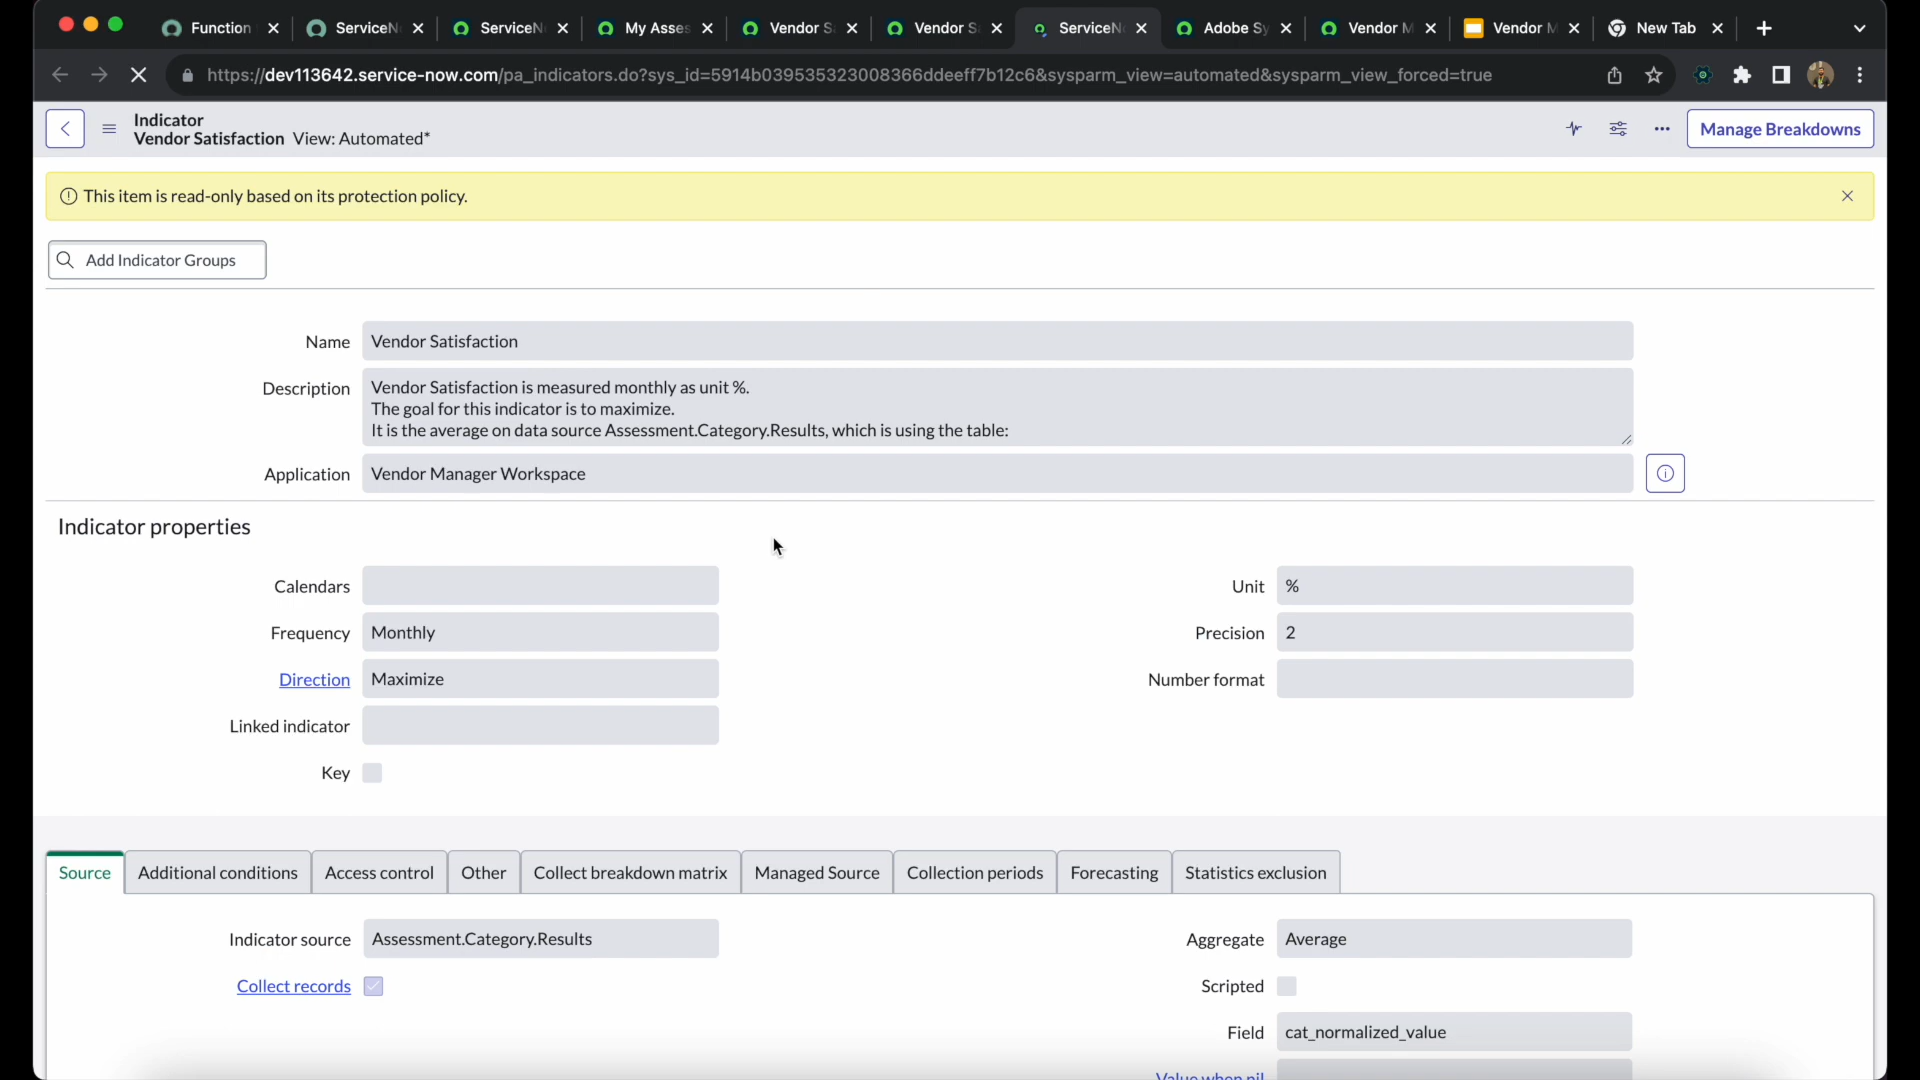 Function
ServiceN
ServiceN
My Asses
Vendor S
Vendor S
ServiceN
Adobe Sy
Vendor M
Vendor M
New Tab
https://dev113642.service-now.com/pa_indicators.do?sys_id=5914b039535323008366ddeeff7b12c6&sysparm_view=automated&sysparm_view_forced=true
Indicator
Vendor Satisfaction View: Automated*
Manage Breakdowns
This item is read-only based on its protection policy.
Add Indicator Groups
Name Vendor Satisfaction
Description Vendor Satisfaction is measured monthly as unit %.
The goal for this indicator is to maximize.
It is the average on data source Assessment.Category.Results, which is using the table:
Application Vendor Manager Workspace
Indicator properties
Calendars
Unit %
Frequency Monthly
Precision 2
Direction Maximize
Number format
Linked indicator
Key
Source Additional conditions Access control Other Collect breakdown matrix Managed Source Collection periods Forecasting Statistics exclusion
Indicator source Assessment.Category.Results
Aggregate Average
Collect records
Scripted
Field cat_normalized_value
Value when nil